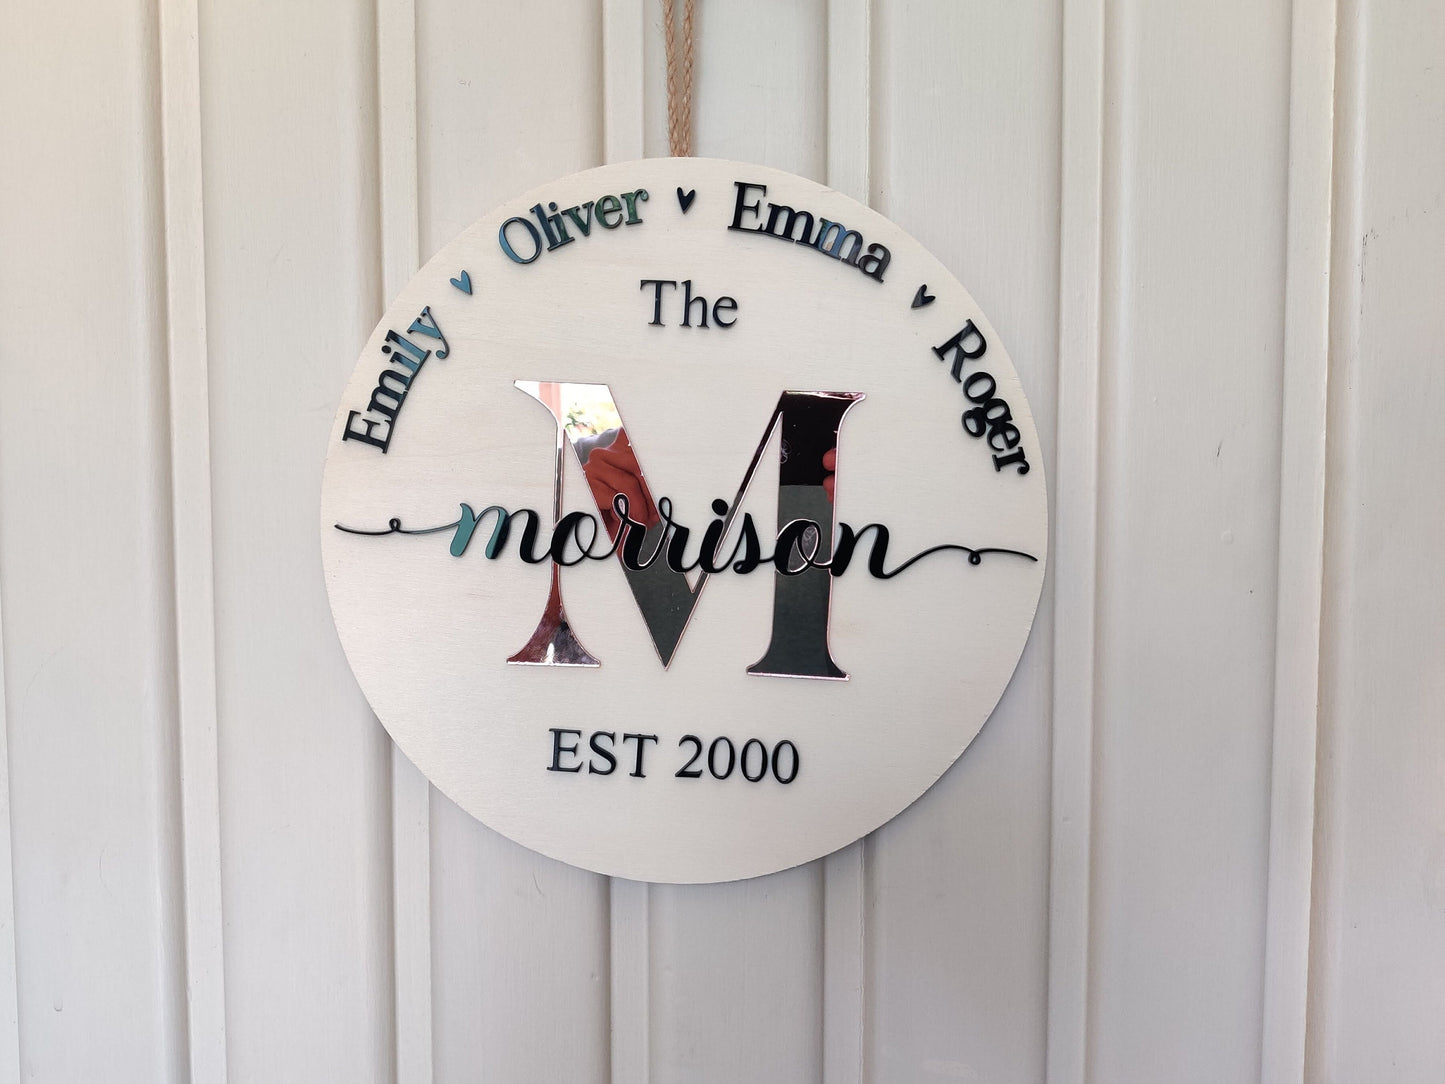 Emily Oliver Emma Roger
The
M
morrison
EST 2000